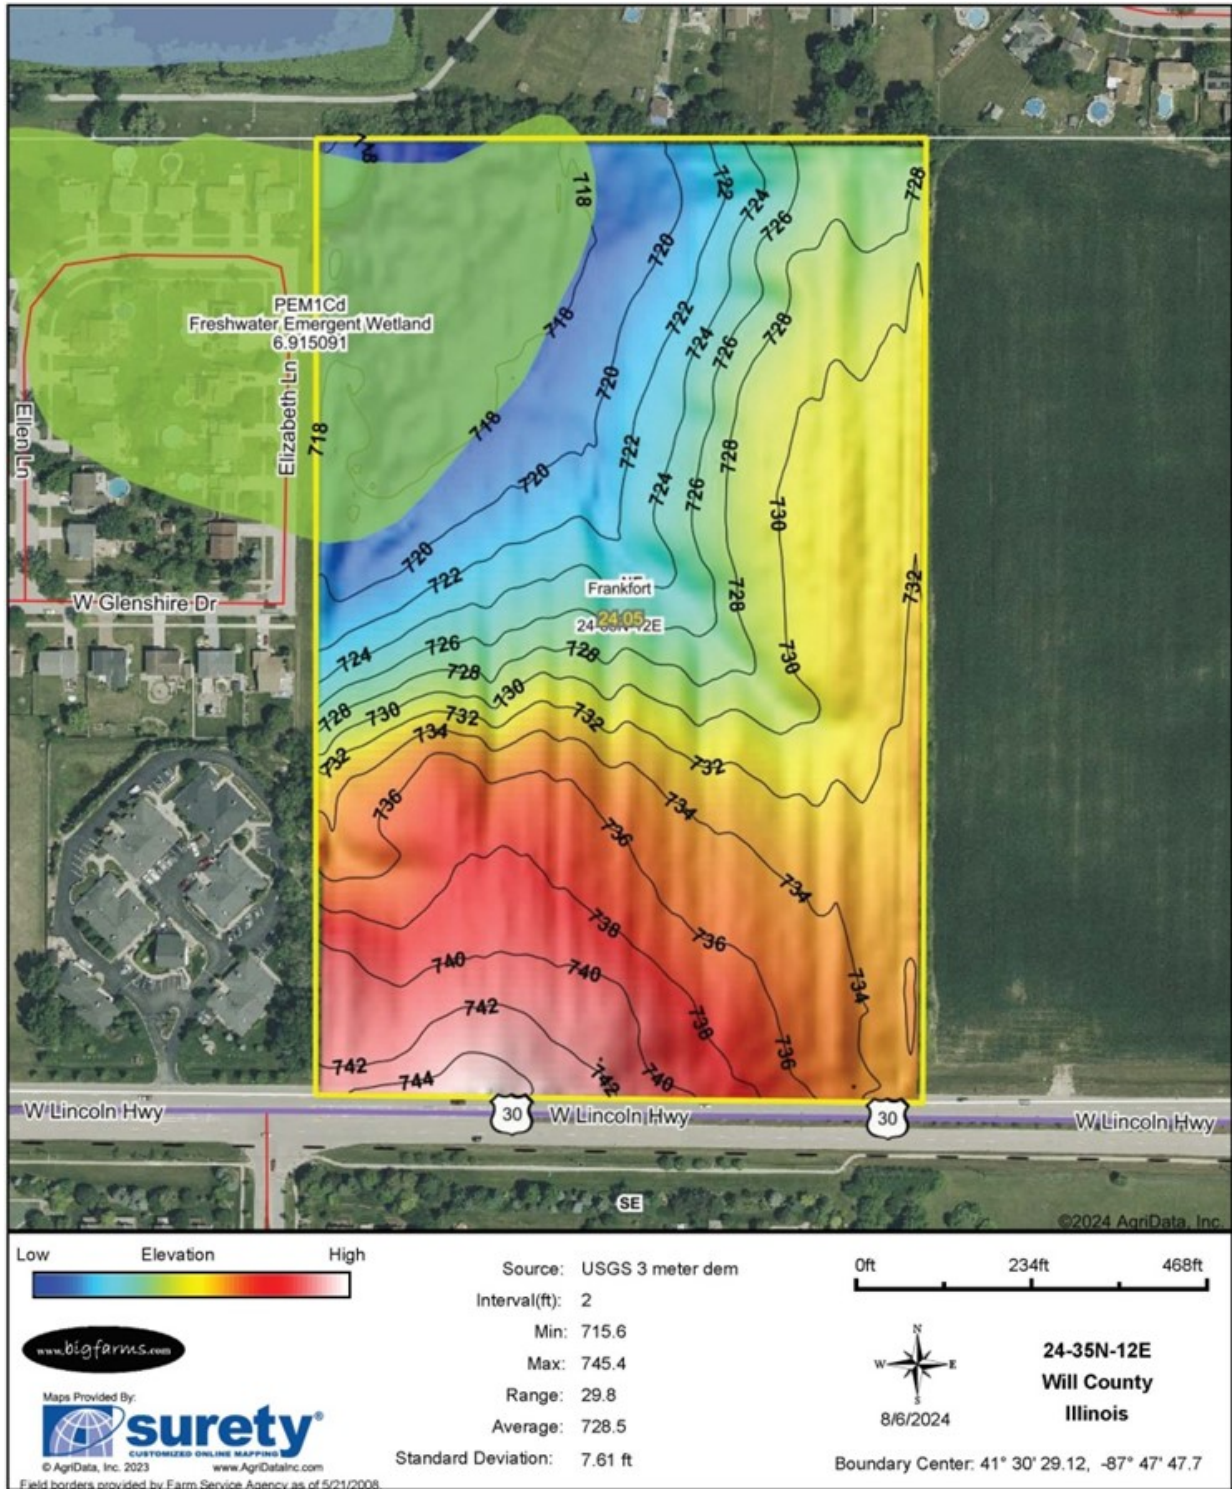 718
718
722
724
726
728
720
722
718
724
726
728
PEM1Cd
Freshwater Emergent Wetland
6.915091
Ellen Ln
Elizabeth Ln
718
718
720
722
728
720
724
726
730
732
720
722
Frankfort
24.05
W Glenshire Dr
728
724
726
728
730
728
730
732
732
728
730
734
732
732
736
734
736
734
738
736
740
740
734
742
738
736
742
744
742
740
W Lincoln Hwy
30
W Lincoln Hwy
30
W Lincoln Hwy
SE
©2024 AgriData, Inc.
Low Elevation High
Source: USGS 3 meter dem
Interval(ft): 2
Min: 715.6
Max: 745.4
Range: 29.8
Average: 728.5
Standard Deviation: 7.61 ft
0ft 234ft 468ft
www.bigfarms.com
Maps Provided By:
surety®
CUSTOMIZED ONLINE MAPPING
© AgriData, Inc. 2023 www.AgriDataInc.com
Field borders provided by Farm Service Agency as of 5/21/2008.
N
W E
S
8/6/2024
24-35N-12E
Will County
Illinois
Boundary Center: 41° 30' 29.12, -87° 47' 47.7